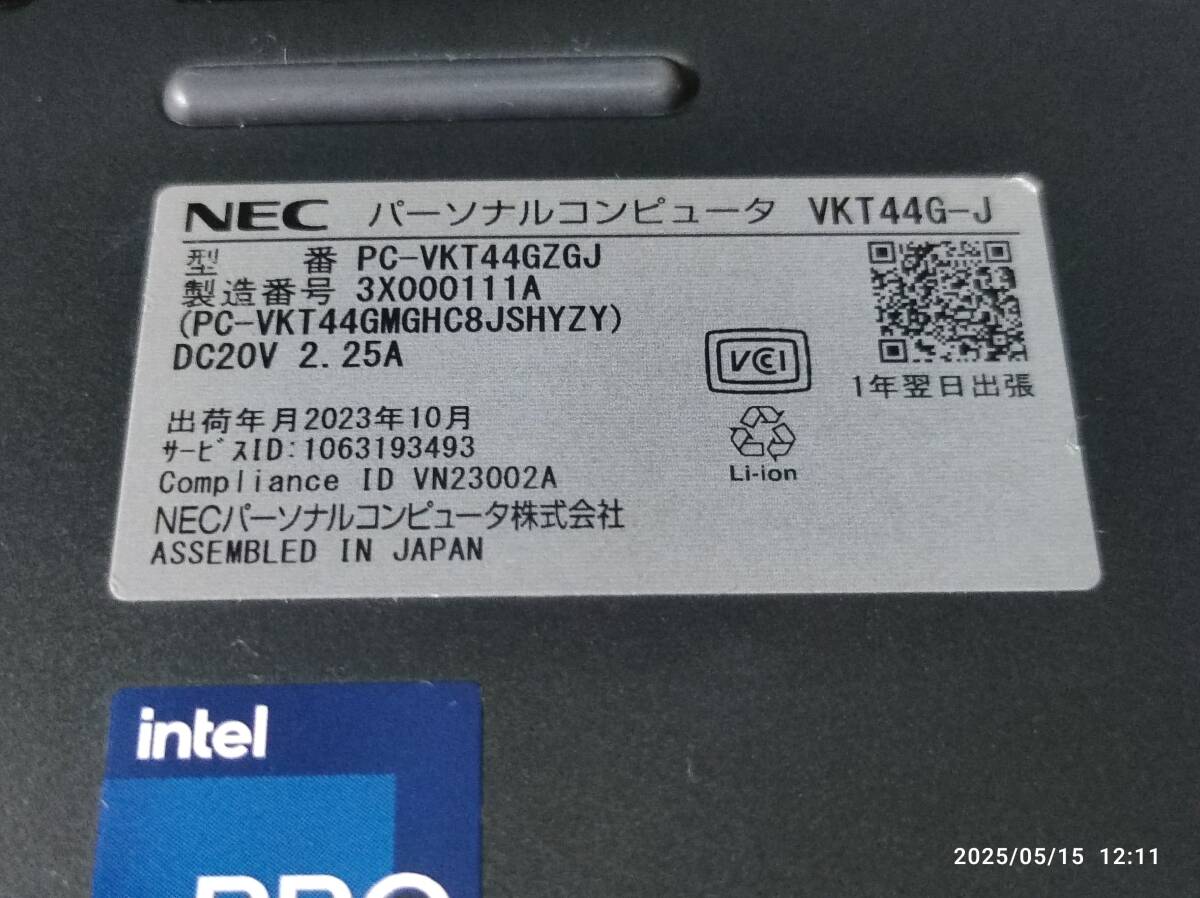 NEC パーソナルコンピュータ VKT44G-J
型 番 PC-VKT44GZGJ
製造番号 3X000111A
(PC-VKT44GMGHC8JSHYZY)
DC20V 2.25A
VCI
1年翌日出張
出荷年月2023年10月
サービスID:1063193493
Li-ion
Compliance ID VN23002A
NECパーソナルコンピュータ株式会社
ASSEMBLED IN JAPAN
intel
PRO
2025/05/15 12:11